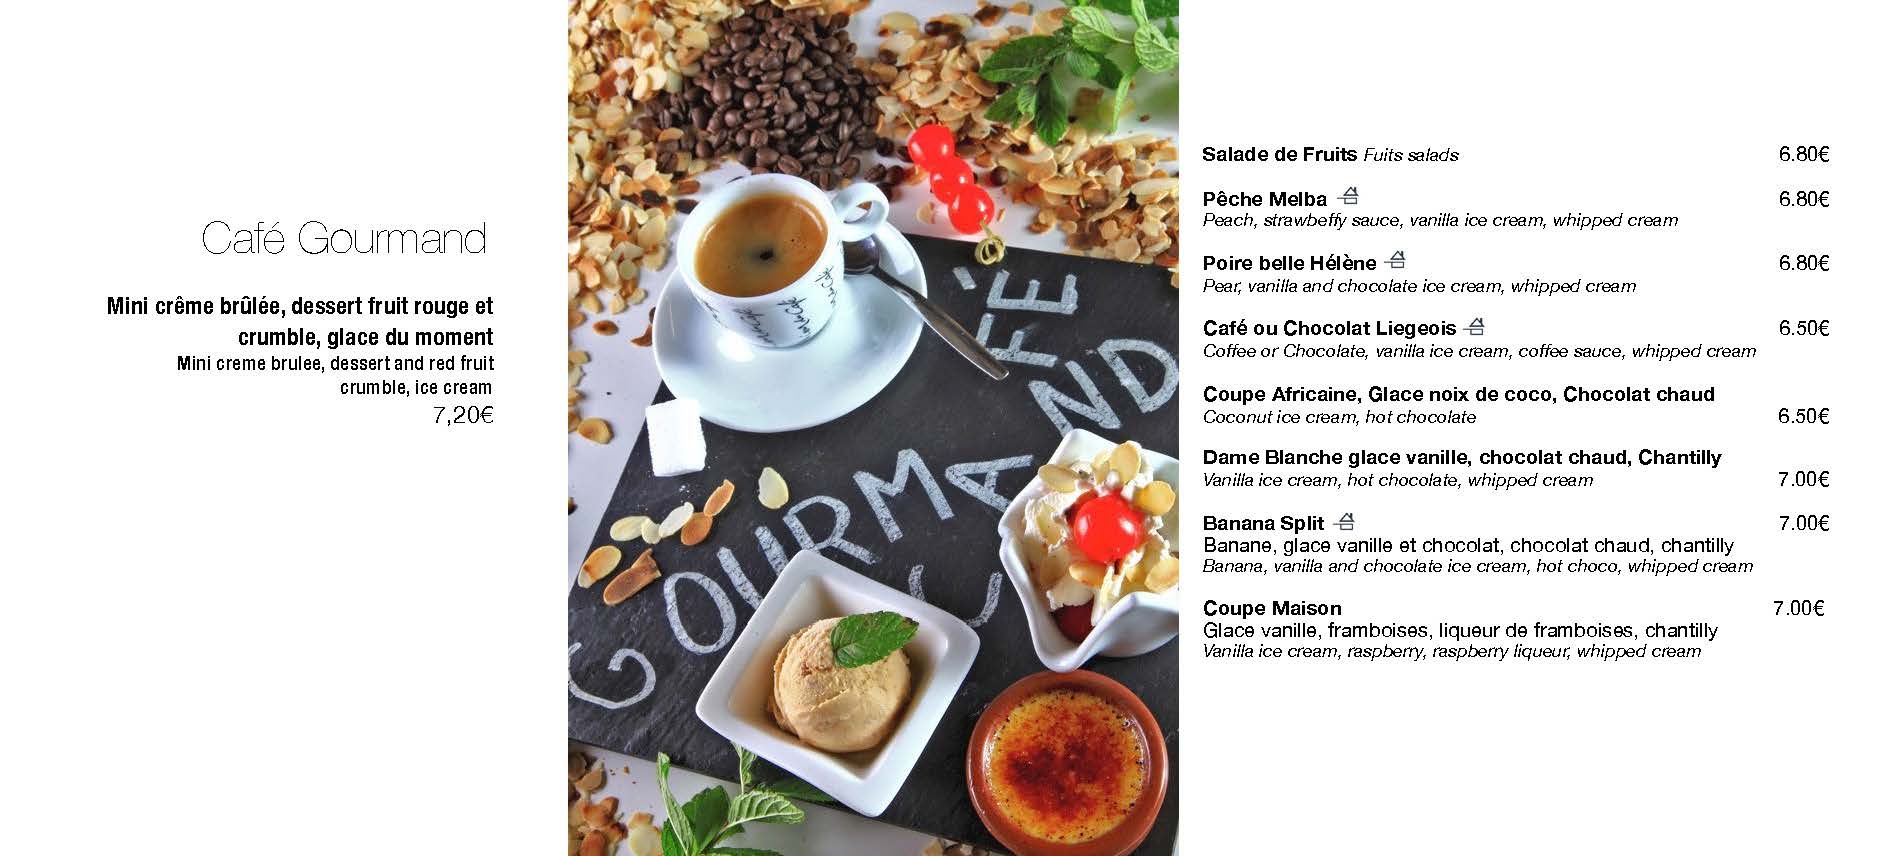 Café Gourmand
Mini crême brûlée, dessert fruit rouge et
crumble, glace du moment
Mini creme brulee, dessert and red fruit
crumble, ice cream
7,20€
CAFÉ
GOURMAND
Salade de Fruits Fuits salads 6.80€
Pêche Melba 6.80€
Peach, strawbeffy sauce, vanilla ice cream, whipped cream
Poire belle Hélène 6.80€
Pear, vanilla and chocolate ice cream, whipped cream
Café ou Chocolat Liegeois 6.50€
Coffee or Chocolate, vanilla ice cream, coffee sauce, whipped cream
Coupe Africaine, Glace noix de coco, Chocolat chaud
Coconut ice cream, hot chocolate 6.50€
Dame Blanche glace vanille, chocolat chaud, Chantilly
Vanilla ice cream, hot chocolate, whipped cream 7.00€
Banana Split 7.00€
Banane, glace vanille et chocolat, chocolat chaud, chantilly
Banana, vanilla and chocolate ice cream, hot choco, whipped cream
Coupe Maison 7.00€
Glace vanille, framboises, liqueur de framboises, chantilly
Vanilla ice cream, raspberry, raspberry liqueur, whipped cream